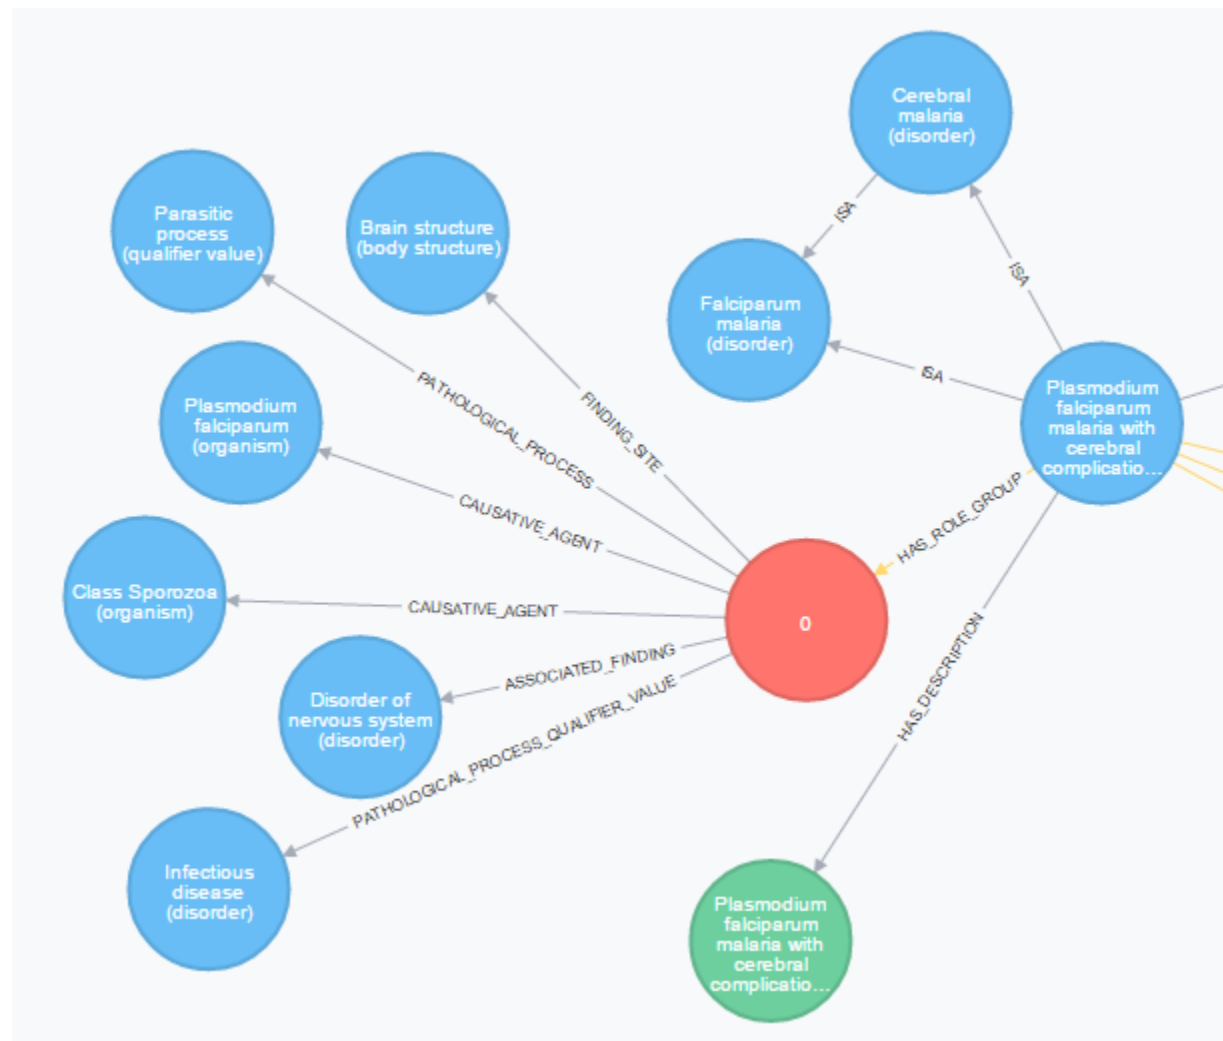 Cerebral
malaria
(disorder)
Parasitic
process
(qualifier value)
Brain structure
(body structure)
ISA
ISA
Falciparum
malaria
(disorder)
ISA
Plasmodium
falciparum
malaria with
cerebral
complicatio...
PATHOLOGICAL_PROCESS
FINDING_SITE
Plasmodium
falciparum
(organism)
CAUSATIVE_AGENT
HAS_ROLE_GROUP
Class Sporozoa
(organism)
CAUSATIVE_AGENT
0
ASSOCIATED_FINDING
Disorder of
nervous system
(disorder)
PATHOLOGICAL_PROCESS_QUALIFIER_VALUE
HAS_DESCRIPTION
Infectious
disease
(disorder)
Plasmodium
falciparum
malaria with
cerebral
complicatio...